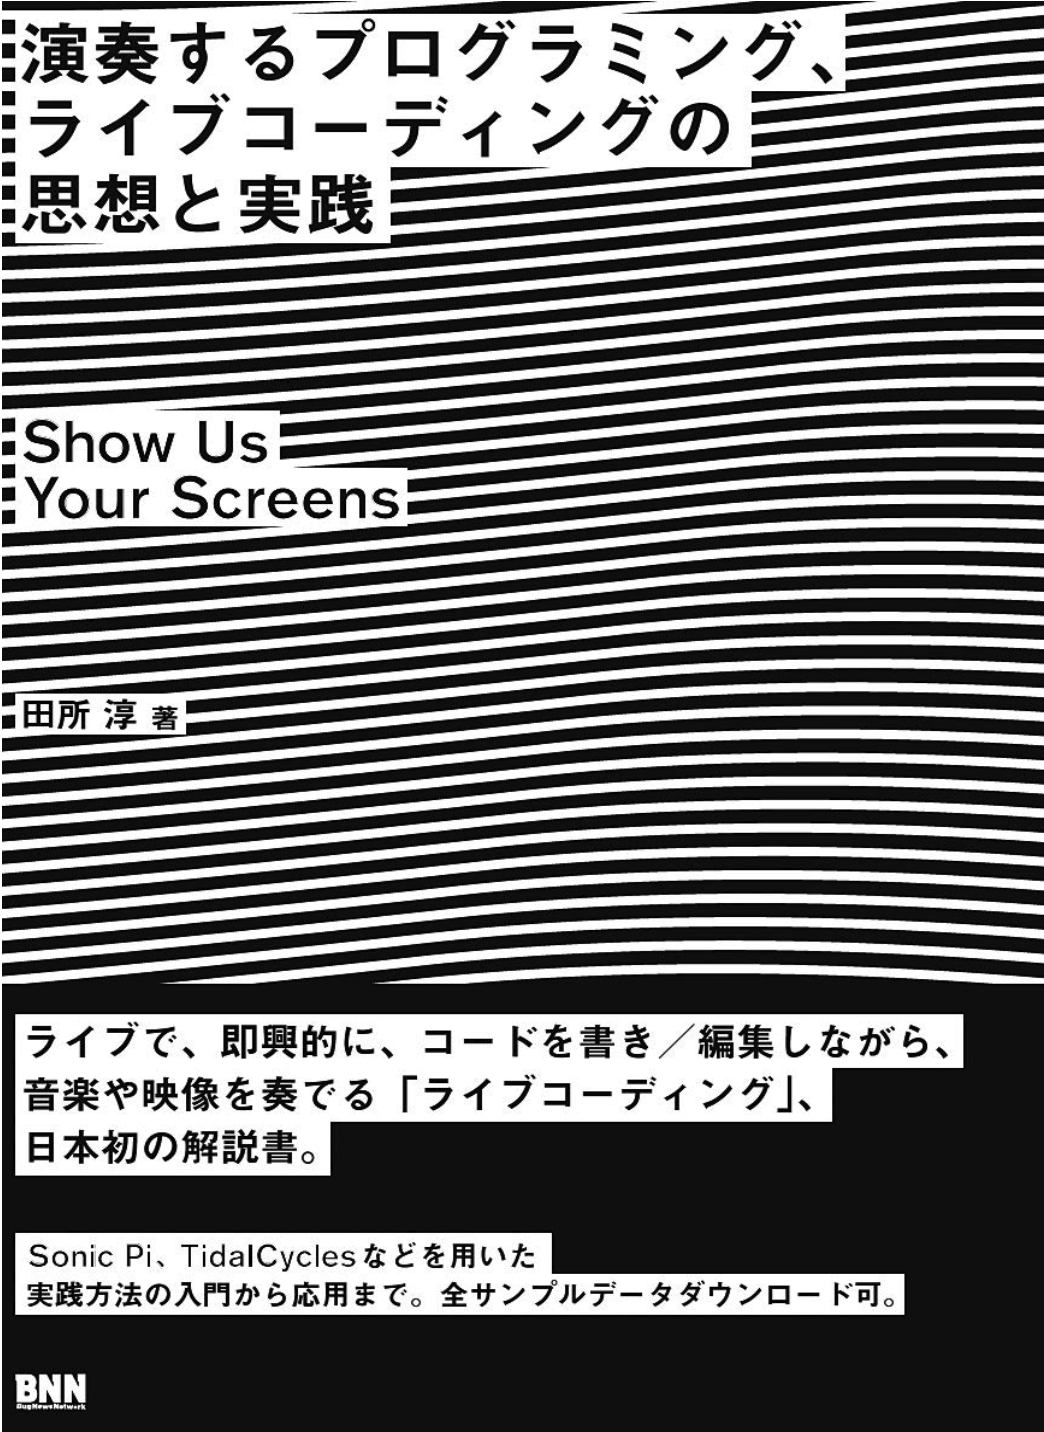 演奏するプログラミング、
ライブコーディングの
思想と実践
Show Us
Your Screens
田所 淳 著
ライブで、即興的に、コードを書き／編集しながら、
音楽や映像を奏でる「ライブコーディング」、
日本初の解説書。
Sonic Pi、TidalCyclesなどを用いた
実践方法の入門から応用まで。全サンプルデータダウンロード可。
BNN
BugNewsNetwork